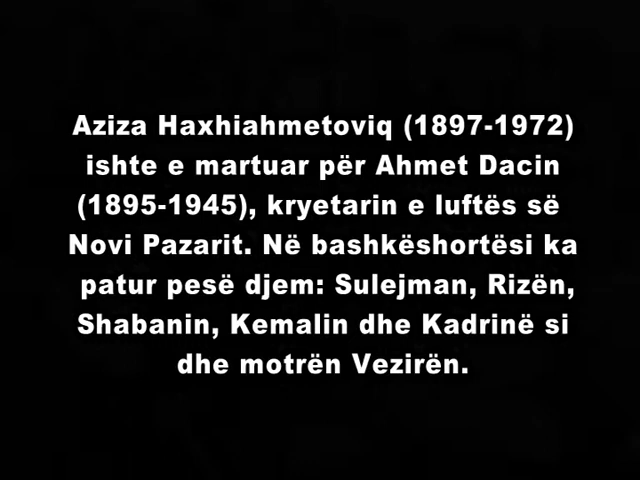 Aziza Haxhiahmetoviq (1897-1972)
ishte e martuar për Ahmet Dacin
(1895-1945), kryetarin e luftës së
Novi Pazarit. Në bashkëshortësi ka
patur pesë djem: Sulejman, Rizën,
Shabanin, Kemalin dhe Kadrinë si
dhe motrën Vezirën.